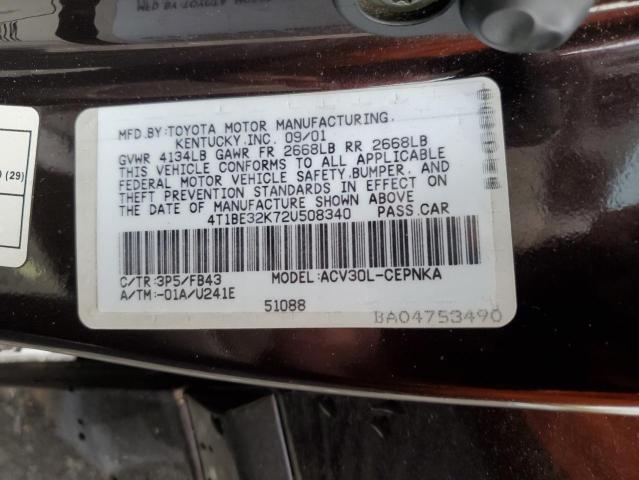 MFD.BY:TOYOTA MOTOR MANUFACTURING,
KENTUCKY,INC. 09/01
GVWR 4134LB GAWR FR 2668LB RR 2668LB
THIS VEHICLE CONFORMS TO ALL APPLICABLE
FEDERAL MOTOR VEHICLE SAFETY,BUMPER, AND
THEFT PREVENTION STANDARDS IN EFFECT ON
THE DATE OF MANUFACTURE SHOWN ABOVE
4T1BE32K72U508340 PASS.CAR
C/TR:3P5/FB43 MODEL:ACV30L-CEPNKA
A/TM:-01A/U241E
51088
BA04753490
(29)